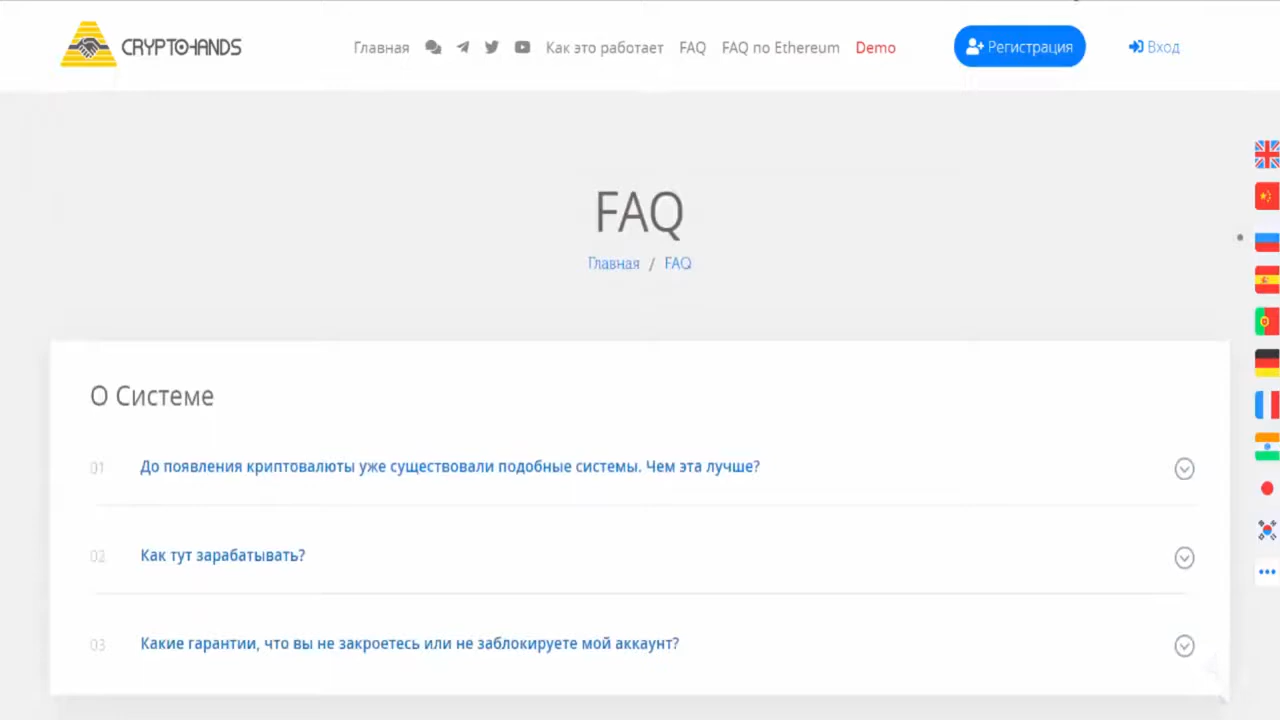 CRYPTOHANDS
Главная Как это работает FAQ FAQ по Ethereum Demo Регистрация Вход
FAQ
Главная / FAQ
О Системе
01 До появления криптовалюты уже существовали подобные системы. Чем эта лучше?
02 Как тут зарабатывать?
03 Какие гарантии, что вы не закроетесь или не заблокируете мой аккаунт?